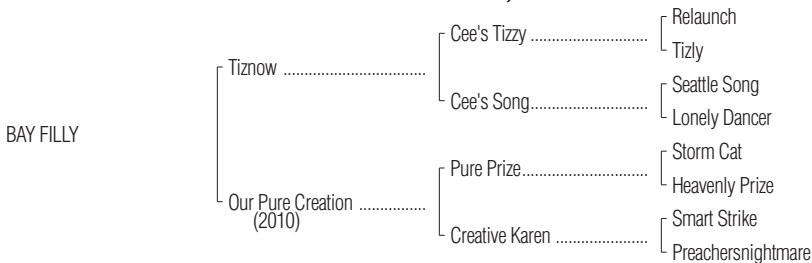 Relaunch
Cee's Tizzy ............................
Tizly
Tiznow ..................................
Seattle Song
Cee's Song............................
Lonely Dancer
BAY FILLY
Storm Cat
Pure Prize..............................
Heavenly Prize
Our Pure Creation ................
(2010)
Smart Strike
Creative Karen ......................
Preachersnightmare